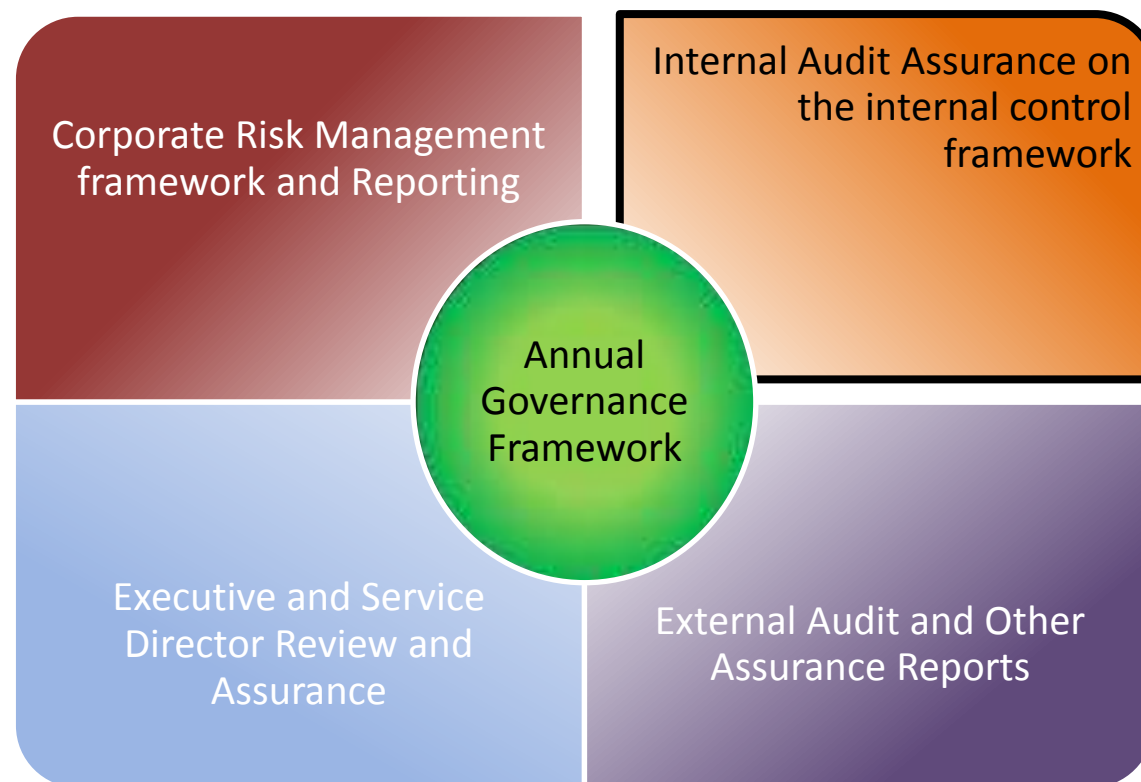 Corporate Risk Management
framework and Reporting
Internal Audit Assurance on
the internal control
framework
Annual
Governance
Framework
Executive and Service
Director Review and
Assurance
External Audit and Other
Assurance Reports